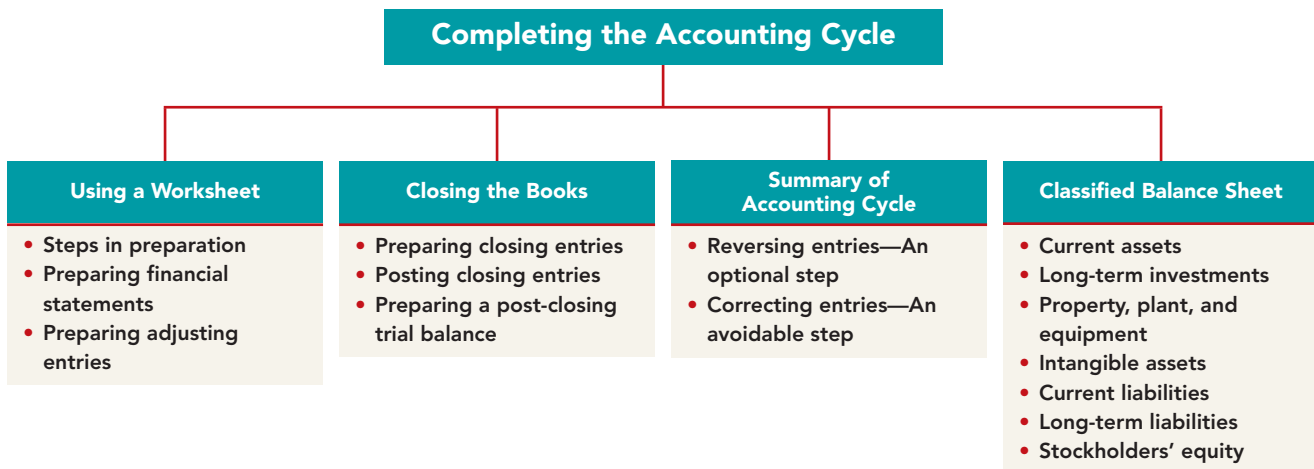 Completing the Accounting Cycle
Using a Worksheet
• Steps in preparation
• Preparing financial
statements
• Preparing adjusting
entries
Closing the Books
• Preparing closing entries
• Posting closing entries
• Preparing a post-closing
trial balance
Summary of
Accounting Cycle
• Reversing entries—An
optional step
• Correcting entries—An
avoidable step
Classified Balance Sheet
• Current assets
• Long-term investments
• Property, plant, and
equipment
• Intangible assets
• Current liabilities
• Long-term liabilities
• Stockholders’ equity